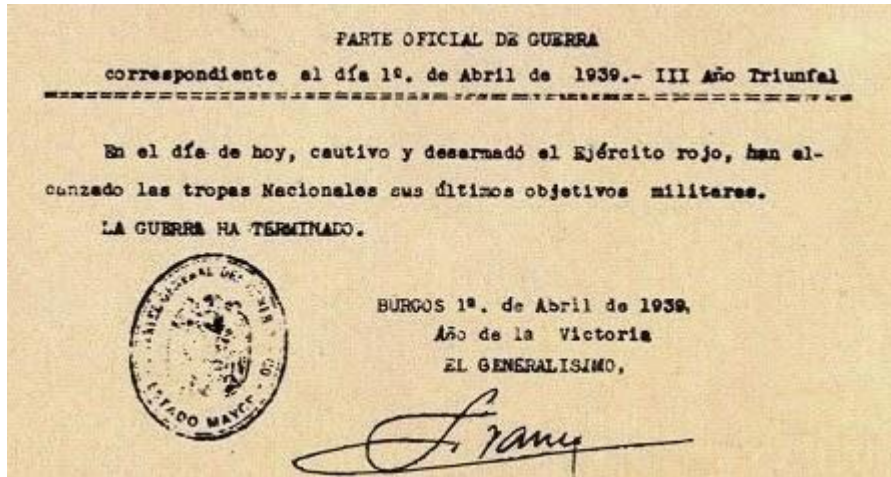 PARTE OFICIAL DE GUERRA
correspondiente al día 1º. de Abril de 1939.- III Año Triunfal
En el día de hoy, cautivo y desarmadó el Ejército rojo, han al-
canzado las tropas Nacionales sus últimos objetivos militares.
LA GUERRA HA TERMINADO.
BURGOS 1º. de Abril de 1939,
Año de la Victoria
EL GENERALISIMO,
GENERAL DEL
ESTADO MAYOR